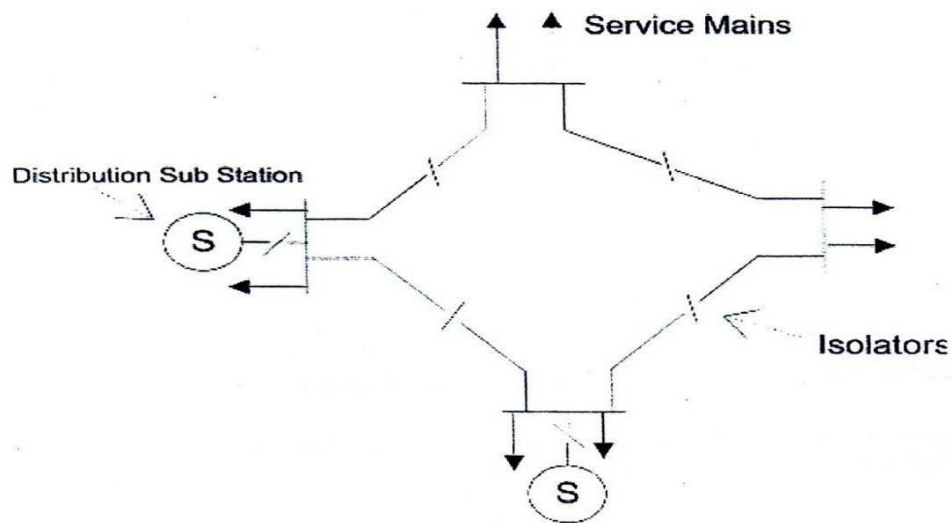 Service Mains
Distribution Sub Station
S
Isolators
S